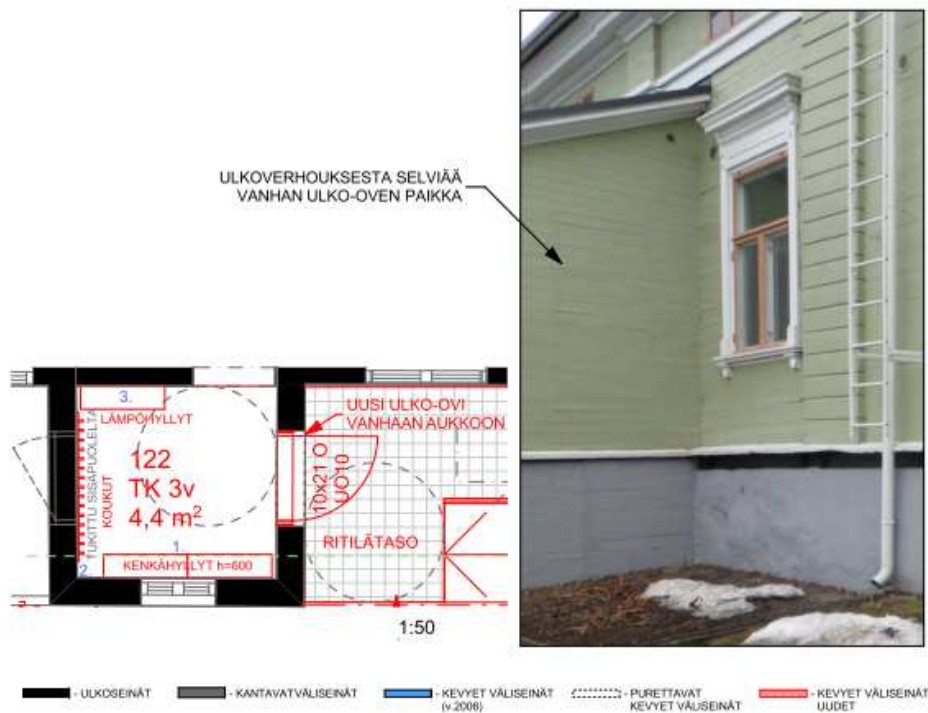 ULKOVERHOUKSESTA SELVIÄÄ
VANHAN ULKO-OVEN PAIKKA
3.
LÄMPÖHYLLYT
UUSI ULKO-OVI
VANHAAN AUKKOON
TUKITTU SISÄPUOLELTA
KOUKUT
122
TK 3v
4,4 m²
10x21 O
UO10
RITILÄTASO
1.
2.
KENKÄHYLLYT h=600
1:50
- ULKOSEINÄT
- KANTAVAT VÄLISEINÄT
- KEVYET VÄLISEINÄT
(v.2006)
- PURETTAVAT
KEVYET VÄLISEINÄT
- KEVYET VÄLISEINÄT
UUDET